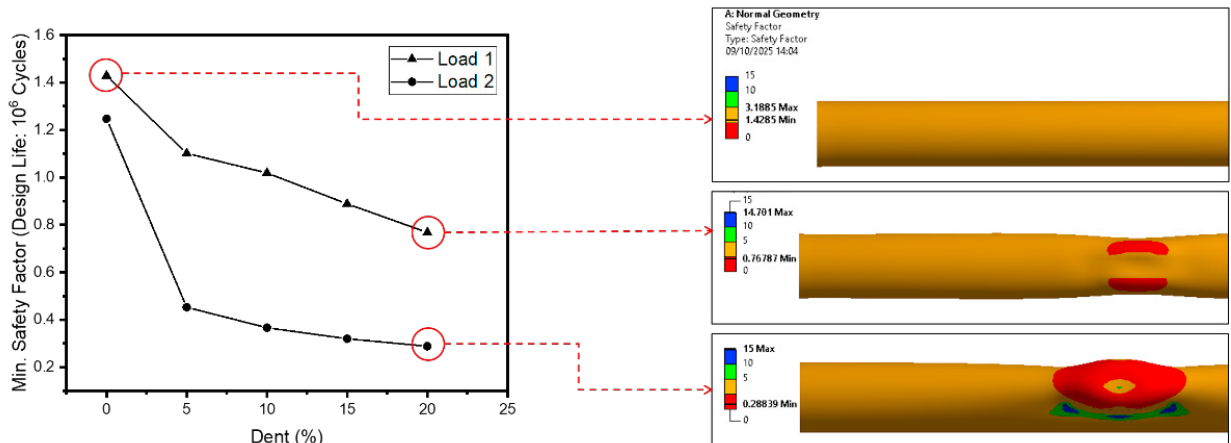 1.6
1.4
1.2
1.0
0.8
0.6
0.4
0.2
Min. Safety Factor (Design Life: 10⁶ Cycles)
Load 1
Load 2
0 5 10 15 20 25
Dent (%)
A: Normal Geometry
Safety Factor
Type: Safety Factor
09/10/2025 14:04
15
10
3.1885 Max
1.4285 Min
0
15
14.701 Max
10
5
0.76787 Min
0
15 Max
10
5
0.28839 Min
0